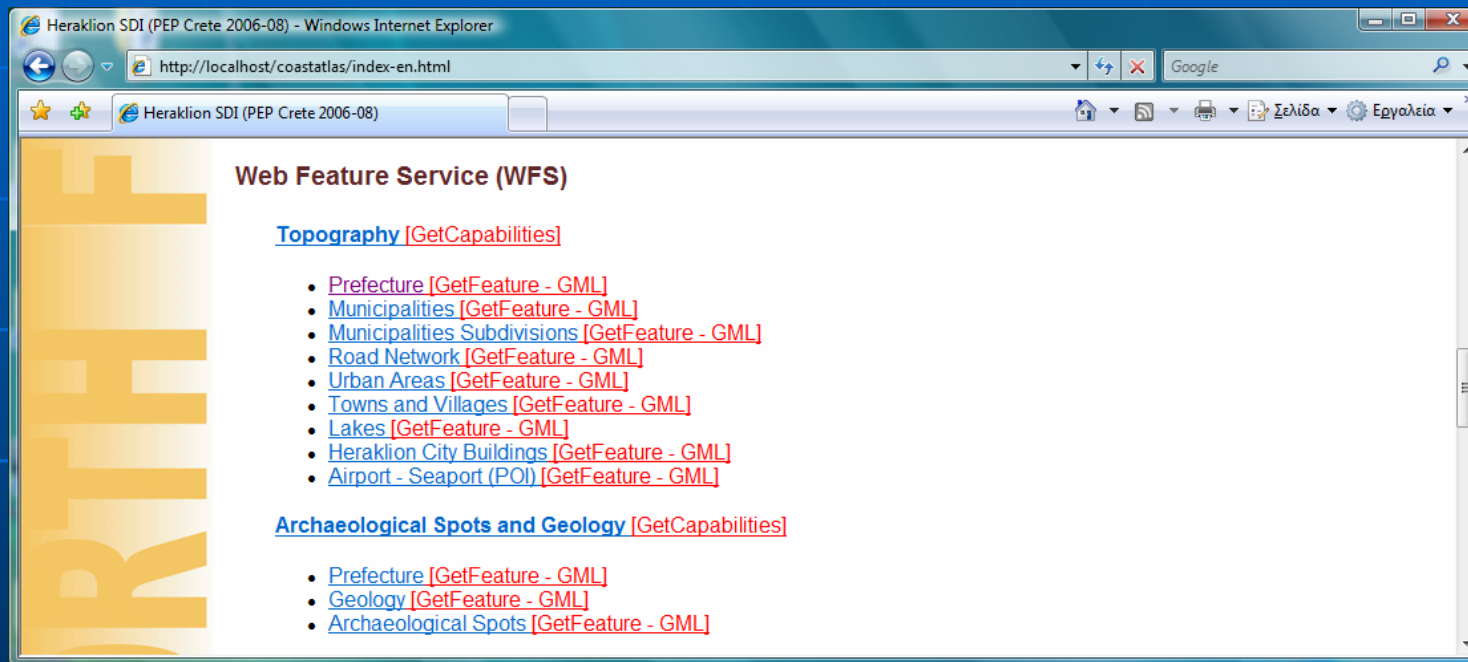 Heraklion SDI (PEP Crete 2006-08) - Windows Internet Explorer
http://localhost/coastatlas/index-en.html
Google
Heraklion SDI (PEP Crete 2006-08)
Σελίδα
Εργαλεία
Web Feature Service (WFS)
Topography [GetCapabilities]
• Prefecture [GetFeature - GML]
• Municipalities [GetFeature - GML]
• Municipalities Subdivisions [GetFeature - GML]
• Road Network [GetFeature - GML]
• Urban Areas [GetFeature - GML]
• Towns and Villages [GetFeature - GML]
• Lakes [GetFeature - GML]
• Heraklion City Buildings [GetFeature - GML]
• Airport - Seaport (POI) [GetFeature - GML]
Archaeological Spots and Geology [GetCapabilities]
• Prefecture [GetFeature - GML]
• Geology [GetFeature - GML]
• Archaeological Spots [GetFeature - GML]
RTH F